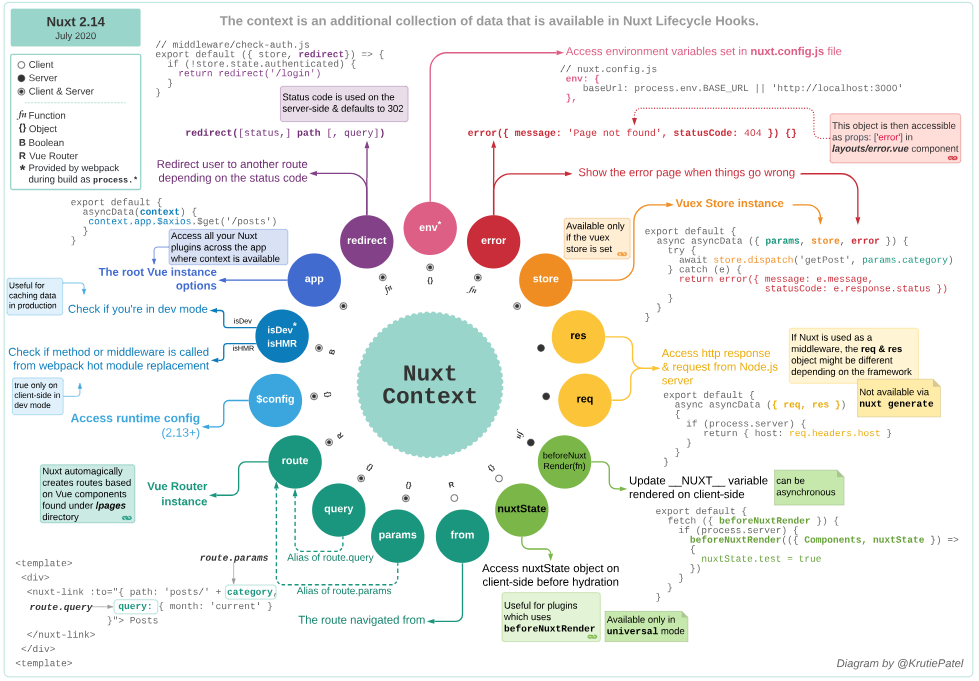 Nuxt 2.14
July 2020
The context is an additional collection of data that is available in Nuxt Lifecycle Hooks.
Client
Server
Client & Server
fn Function
{} Object
B Boolean
R Vue Router
* Provided by webpack
during build as process.*
// middleware/check-auth.js
export default ({ store, redirect}) => {
if (!store.state.authenticated) {
return redirect('/login')
}
}
Status code is used on the
server-side & defaults to 302
redirect([status,] path [, query])
Redirect user to another route
depending on the status code
Access environment variables set in nuxt.config.js file
// nuxt.config.js
env: {
baseUrl: process.env.BASE_URL || 'http://localhost:3000'
},
error({ message: 'Page not found', statusCode: 404 }) {}
This object is then accessible
as props: ['error'] in
layouts/error.vue component
Show the error page when things go wrong
export default {
asyncData(context) {
context.app.$axios.$get('/posts')
}
}
Access all your Nuxt
plugins across the app
where context is available
The root Vue instance
options
Useful for
caching data
in production
Check if you're in dev mode
isDev
isHMR
Check if method or middleware is called
from webpack hot module replacement
true only on
client-side in
dev mode
Access runtime config
(2.13+)
Nuxt automagically
creates routes based
on Vue components
found under /pages
directory
Vue Router
instance
redirect
env*
error
app
store
isDev*
isHMR
res
$config
req
route
beforeNuxt
Render(fn)
query
nuxtState
params
from
fn
{}
fn
B
{}
R
{}
{}
R
{}
fn
Nuxt
Context
Available only
if the vuex
store is set
Vuex Store instance
export default {
async asyncData ({ params, store, error }) {
try {
await store.dispatch('getPost', params.category)
} catch (e) {
return error({ message: e.message,
statusCode: e.response.status })
}
}
}
Access http response
& request from Node.js
server
If Nuxt is used as a
middleware, the req & res
object might be different
depending on the framework
Not available via
nuxt generate
export default {
async asyncData ({ req, res })
{
if (process.server) {
return { host: req.headers.host }
}
}
}
Update __NUXT__ variable
rendered on client-side
can be
asynchronous
export default {
fetch ({ beforeNuxtRender }) {
if (process.server) {
beforeNuxtRender(({ Components, nuxtState }) =>
{
nuxtState.test = true
})
}
}
}
Access nuxtState object on
client-side before hydration
Useful for plugins
which uses
beforeNuxtRender
Available only in
universal mode
Alias of route.query
Alias of route.params
The route navigated from
route.params
<template>
<div>
<nuxt-link :to="{ path: 'posts/' + category,
route.query query: { month: 'current' }
}"> Posts
</nuxt-link>
</div>
<template>
Diagram by @KrutiePatel